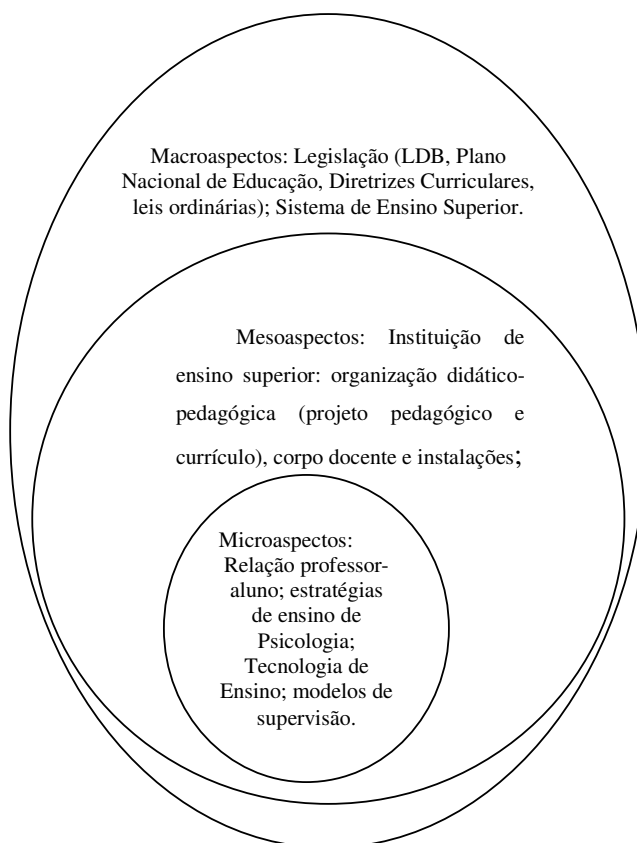 Macroaspectos: Legislação (LDB, Plano
Nacional de Educação, Diretrizes Curriculares,
leis ordinárias); Sistema de Ensino Superior.
Mesoaspectos: Instituição de
ensino superior: organização didático-
pedagógica (projeto pedagógico e
currículo), corpo docente e instalações;
Microaspectos:
Relação professor-
aluno; estratégias
de ensino de
Psicologia;
Tecnologia de
Ensino; modelos de
supervisão.